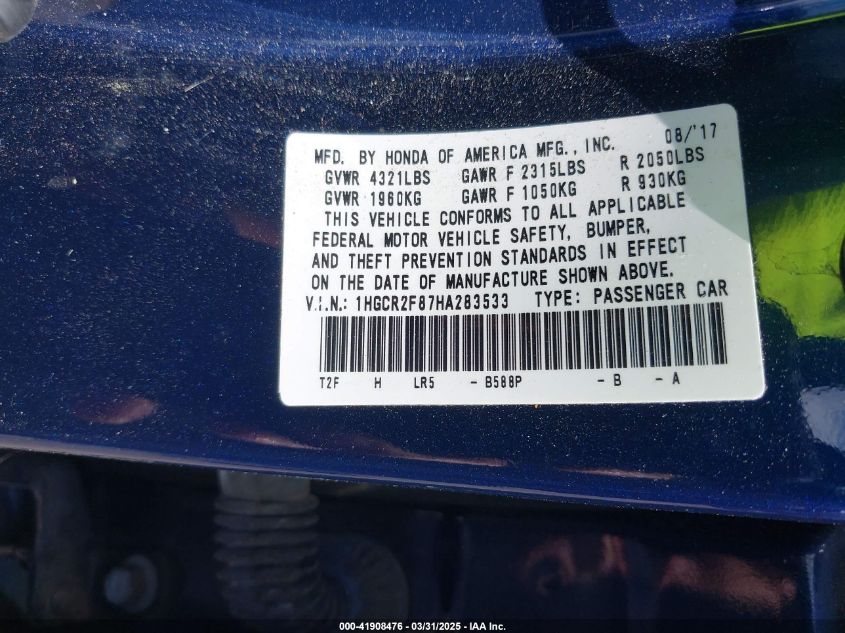 MFD. BY HONDA OF AMERICA MFG., INC. 08/'17
GVWR 4321LBS GAWR F 2315LBS R 2050LBS
GVWR 1960KG GAWR F 1050KG R 930KG
THIS VEHICLE CONFORMS TO ALL APPLICABLE
FEDERAL MOTOR VEHICLE SAFETY, BUMPER,
AND THEFT PREVENTION STANDARDS IN EFFECT
ON THE DATE OF MANUFACTURE SHOWN ABOVE.
V.I.N.: 1HGCR2F87HA283533 TYPE: PASSENGER CAR
T2F H LR5 - B588P - B - A
000-41908476 - 03/31/2025 - IAA Inc.